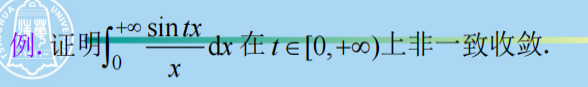 例. 证明∫₀⁺∞ (sin tx)/x dx 在 t∈[0,+∞)上非一致收敛.